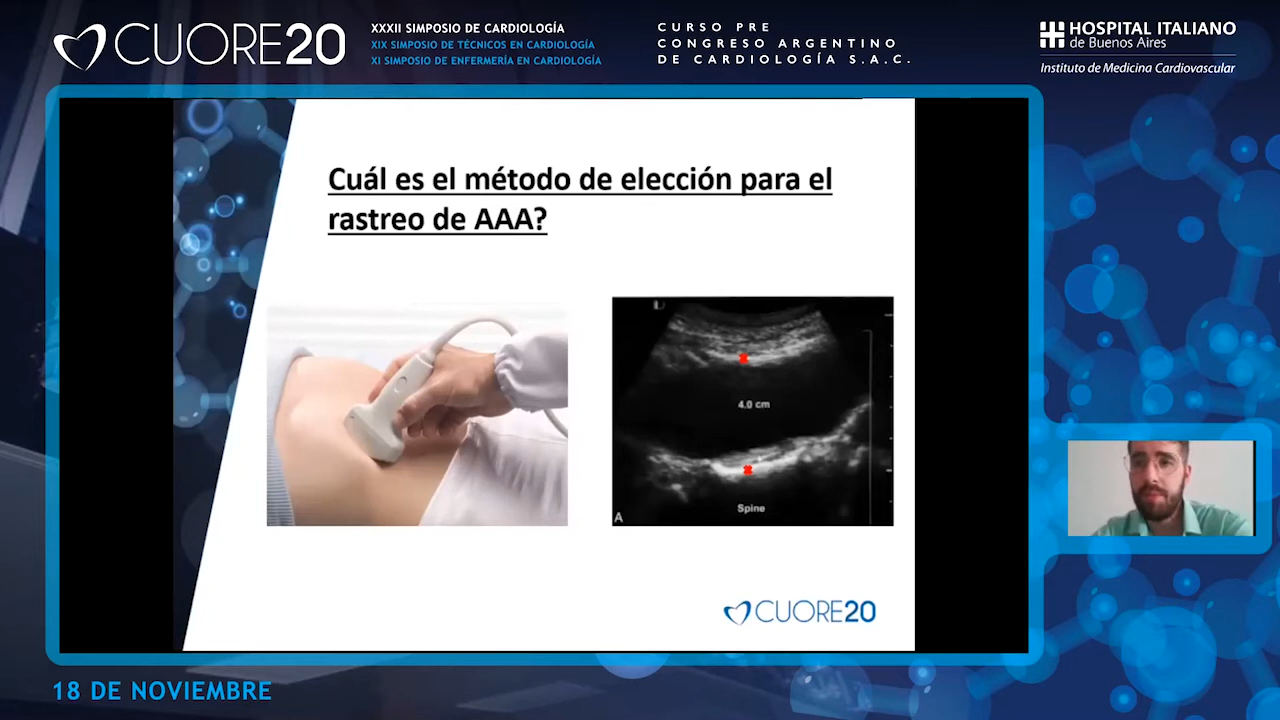 CUORE20
XXXII SIMPOSIO DE CARDIOLOGÍA
XIX SIMPOSIO DE TÉCNICOS EN CARDIOLOGÍA
XI SIMPOSIO DE ENFERMERÍA EN CARDIOLOGÍA
CURSO PRE
CONGRESO ARGENTINO
DE CARDIOLOGÍA S.A.C.
HOSPITAL ITALIANO
de Buenos Aires
Instituto de Medicina Cardiovascular
Cuál es el método de elección para el
rastreo de AAA?
4.0 cm
Spine
A
CUORE20
18 DE NOVIEMBRE